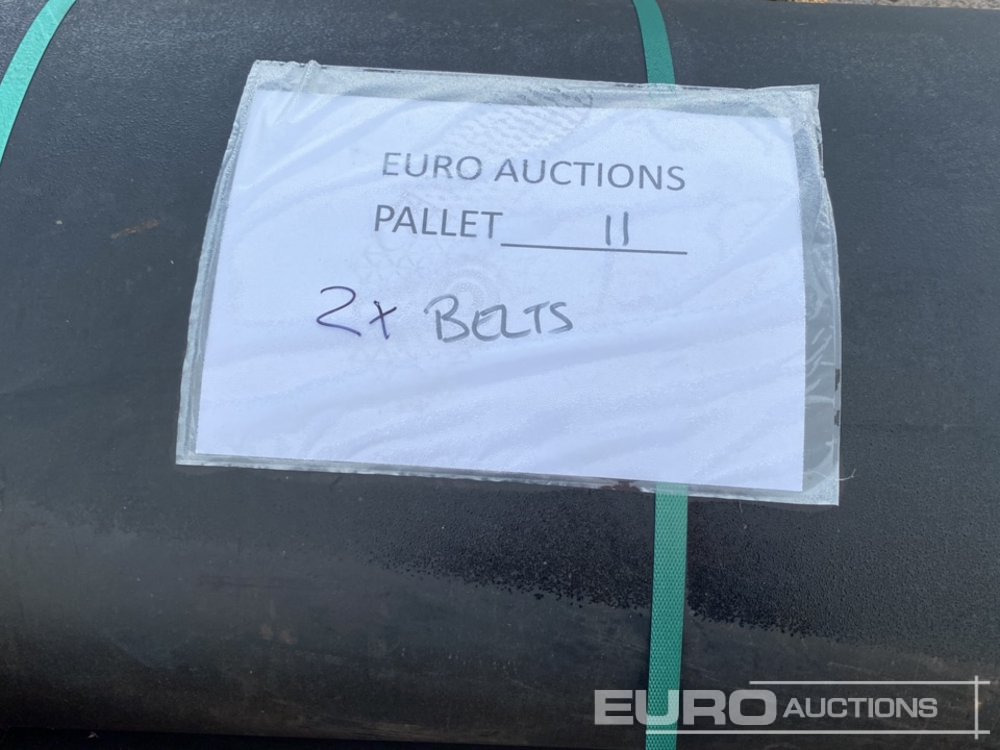 EURO AUCTIONS
PALLET 11
2x BELTS
EURO AUCTIONS